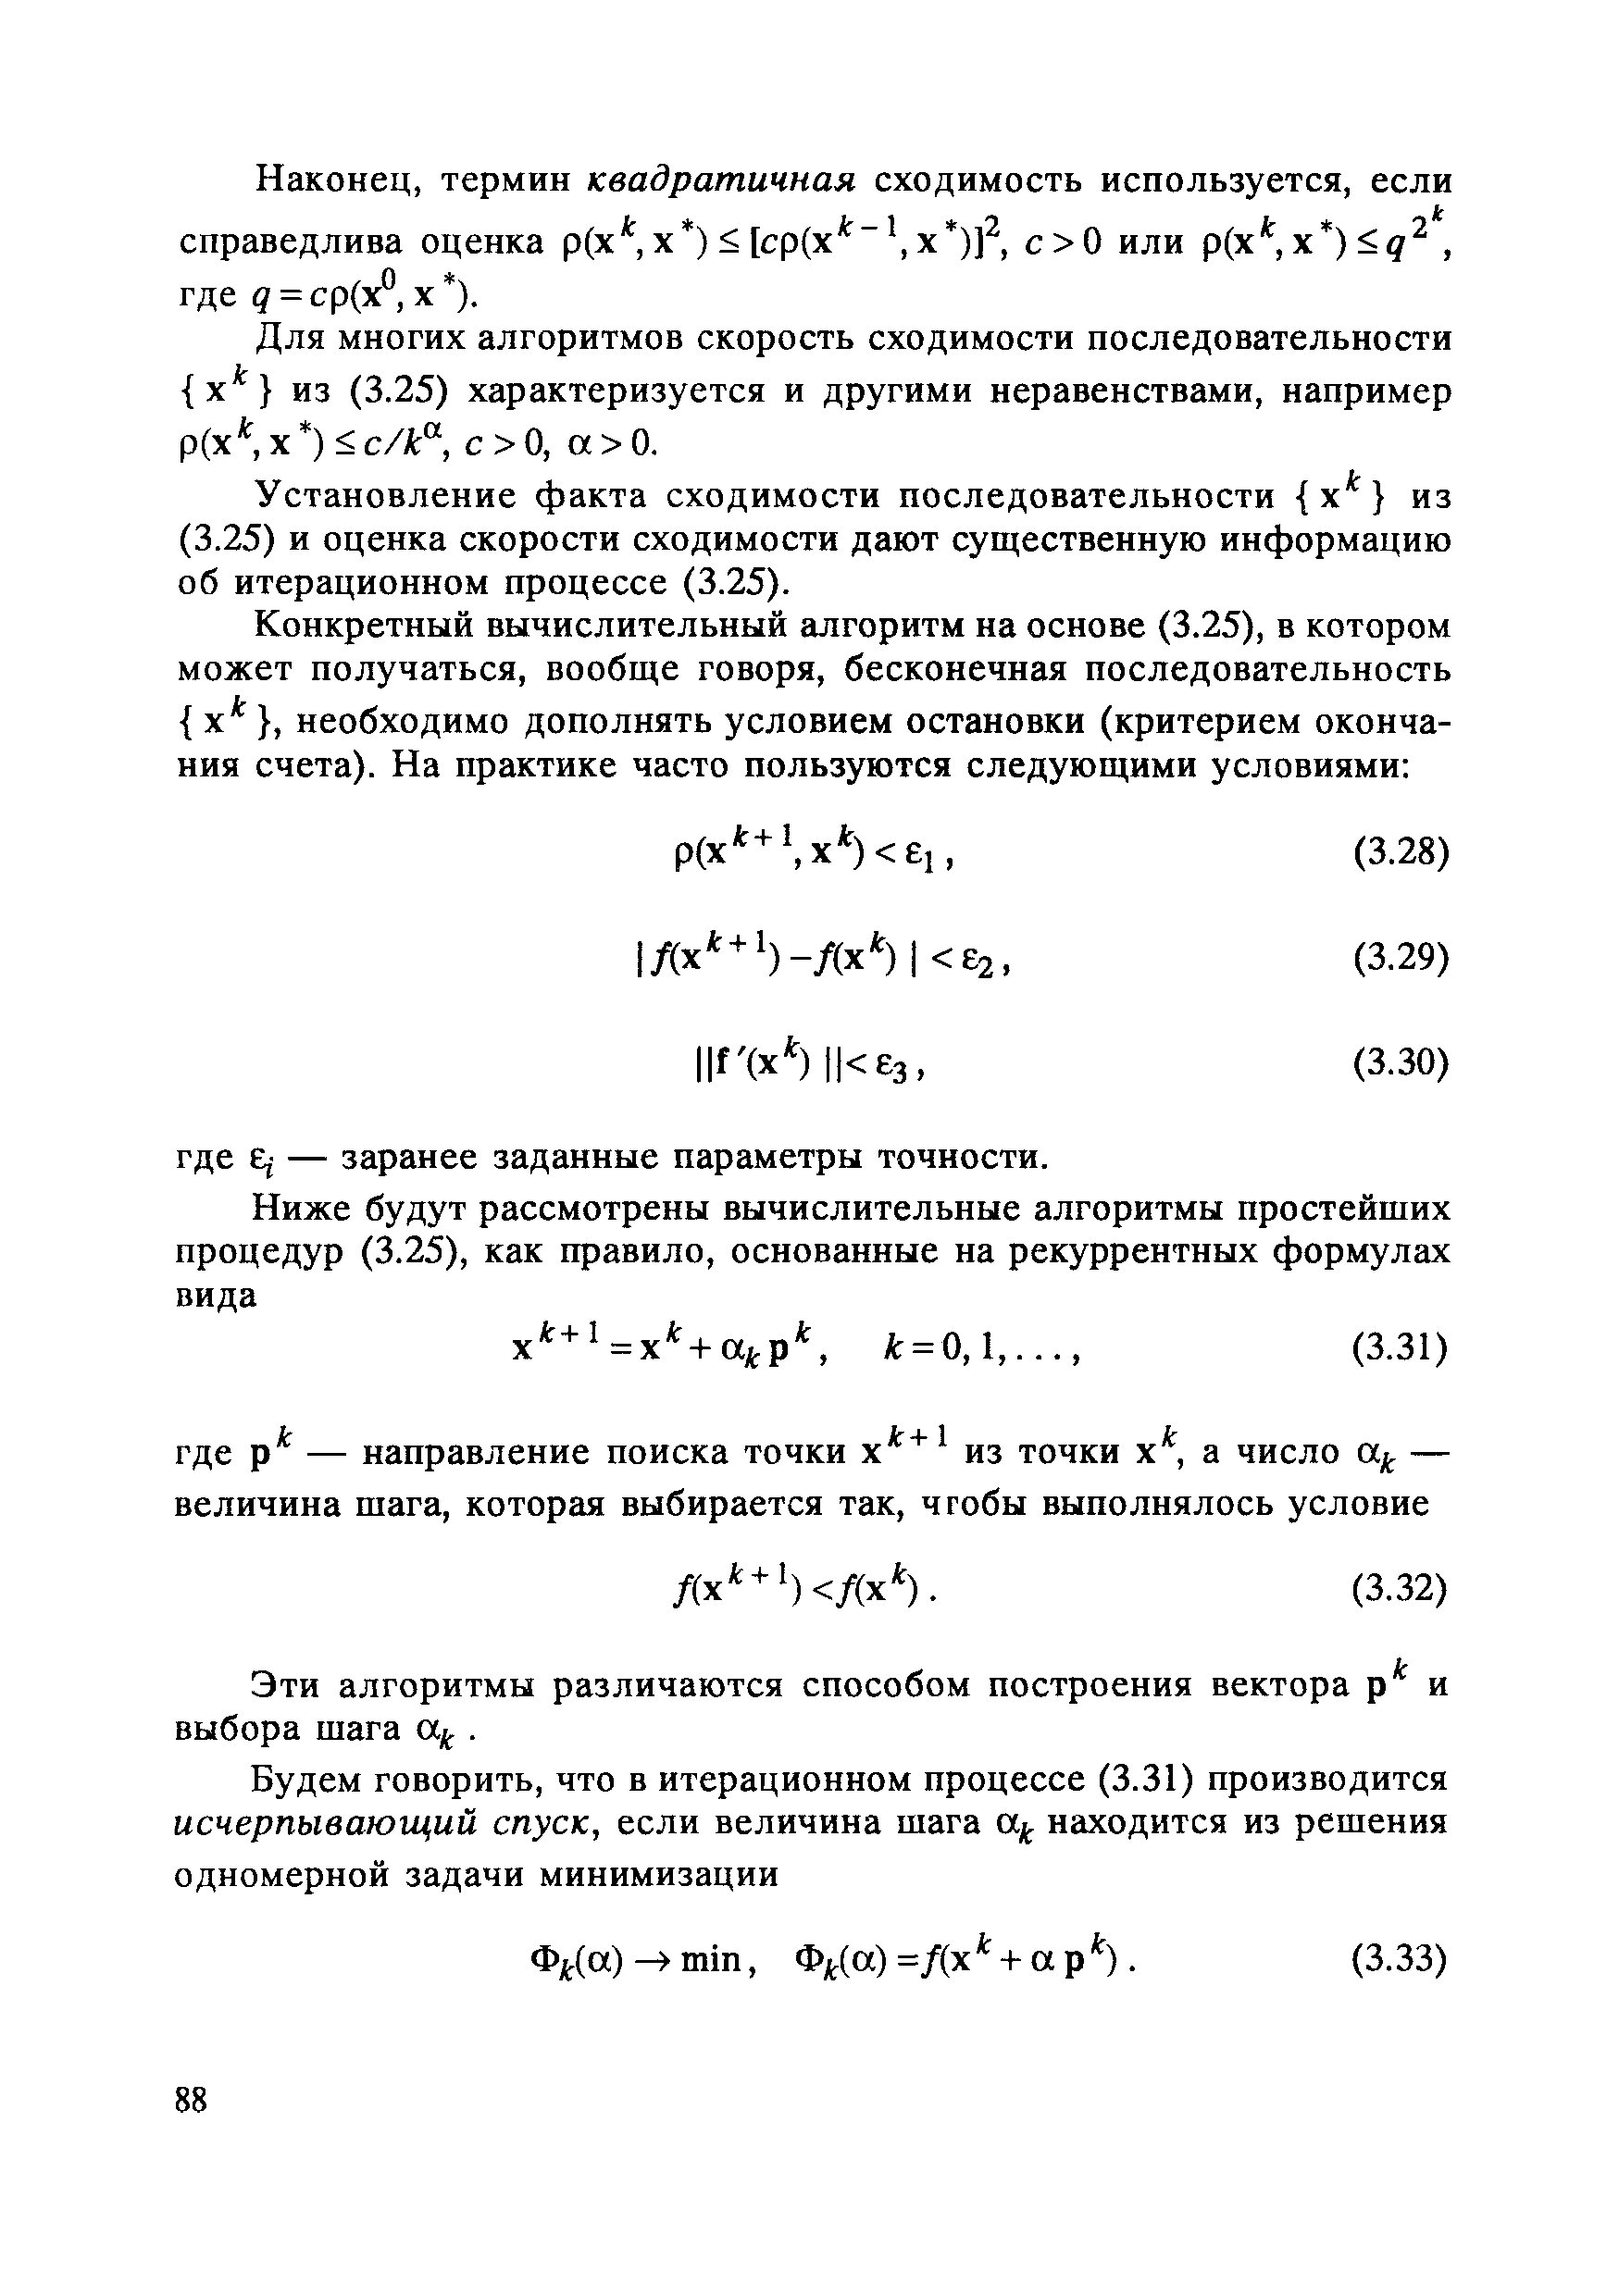 Наконец, термин квадратичная сходимость используется, если
справедлива оценка ρ(x^k, x^*) ≤ [cρ(x^{k−1}, x^*)]^2, c > 0 или ρ(x^k, x^*) ≤ q^{2^k},
где q = cρ(x^0, x^*).
Для многих алгоритмов скорость сходимости последовательности
{ x^k } из (3.25) характеризуется и другими неравенствами, например
ρ(x^k, x^*) ≤ c/k^α, c > 0, α > 0.
Установление факта сходимости последовательности { x^k } из
(3.25) и оценка скорости сходимости дают существенную информацию
об итерационном процессе (3.25).
Конкретный вычислительный алгоритм на основе (3.25), в котором
может получаться, вообще говоря, бесконечная последовательность
{ x^k }, необходимо дополнять условием остановки (критерием оконча-
ния счета). На практике часто пользуются следующими условиями:
ρ(x^{k+1}, x^k) < ε_1, (3.28)
| f(x^{k+1}) − f(x^k) | < ε_2, (3.29)
||f ′(x^k) || < ε_3, (3.30)
где ε_i — заранее заданные параметры точности.
Ниже будут рассмотрены вычислительные алгоритмы простейших
процедур (3.25), как правило, основанные на рекуррентных формулах
вида
x^{k+1} = x^k + α_k p^k, k = 0, 1, . . . , (3.31)
где p^k — направление поиска точки x^{k+1} из точки x^k, а число α_k —
величина шага, которая выбирается так, чтобы выполнялось условие
f(x^{k+1}) < f(x^k). (3.32)
Эти алгоритмы различаются способом построения вектора p^k и
выбора шага α_k .
Будем говорить, что в итерационном процессе (3.31) производится
исчерпывающий спуск, если величина шага α_k находится из решения
одномерной задачи минимизации
Φ_k(α) → min, Φ_k(α) = f(x^k + α p^k). (3.33)
88